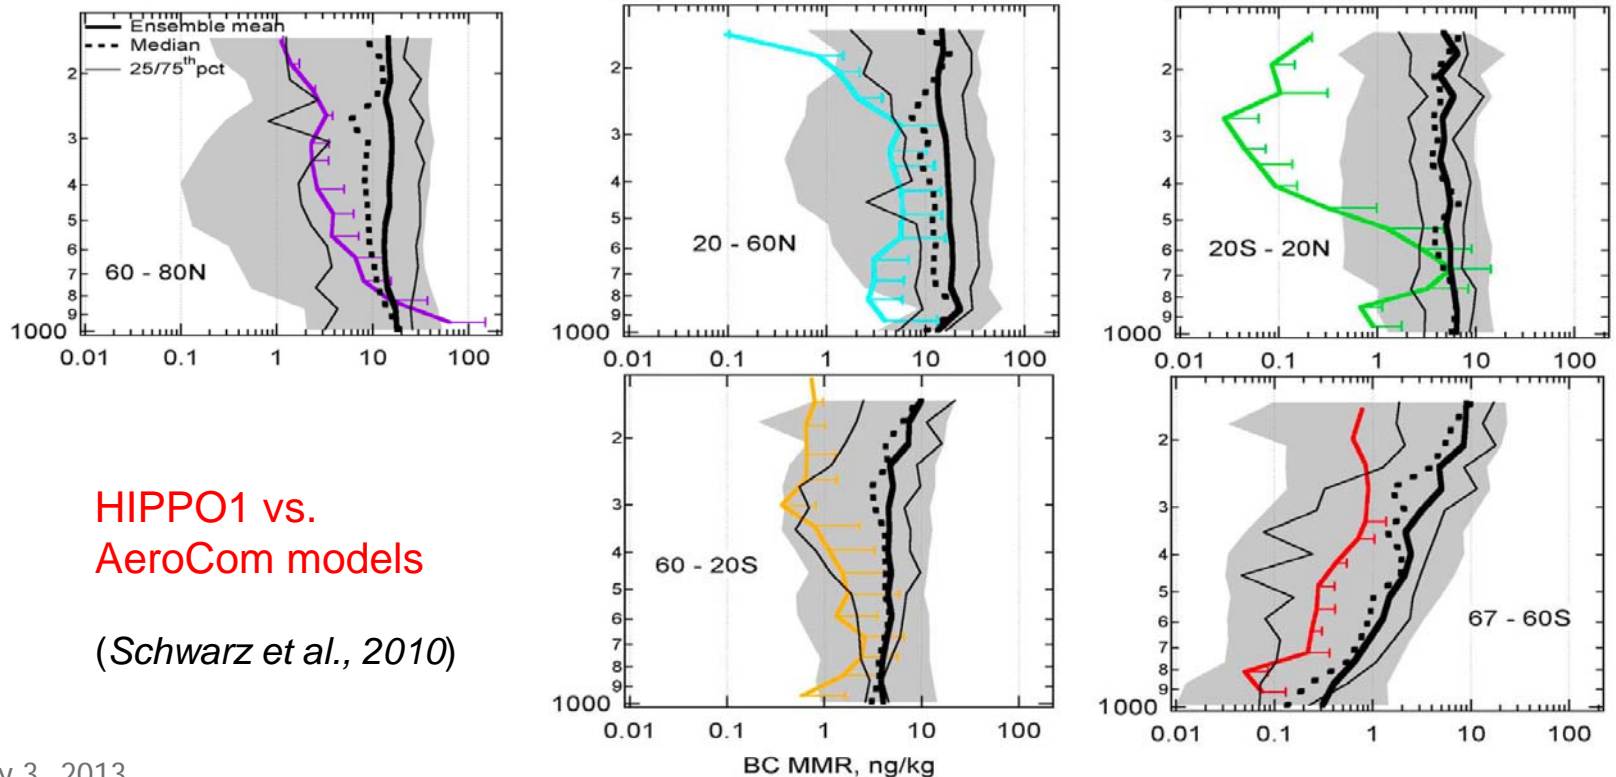 Ensemble mean
Median
25/75th pct
2
3
4
5
6
7
8
9
1000
60 - 80N
0.01 0.1 1 10 100
2
3
4
5
6
7
8
9
1000
20 - 60N
0.01 0.1 1 10 100
2
3
4
5
6
7
8
9
1000
20S - 20N
0.01 0.1 1 10 100
HIPPO1 vs.
AeroCom models
(Schwarz et al., 2010)
2
3
4
5
6
7
8
9
1000
60 - 20S
0.01 0.1 1 10 100
BC MMR, ng/kg
2
3
4
5
6
7
8
9
1000
67 - 60S
0.01 0.1 1 10 100
3, 2013